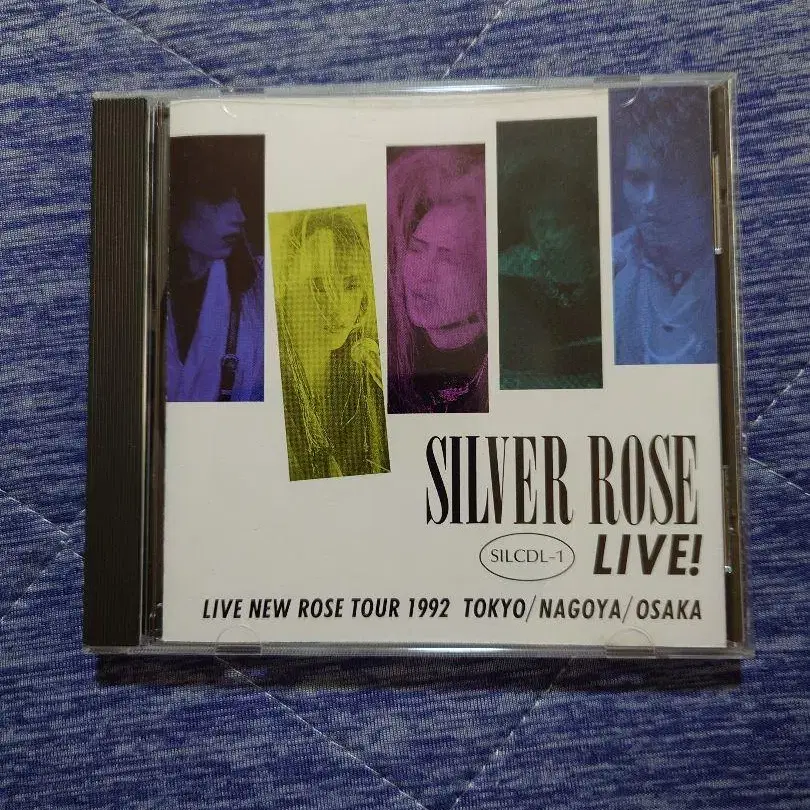 SILVER ROSE
SILCDL-1 LIVE!
LIVE NEW ROSE TOUR 1992 TOKYO/NAGOYA/OSAKA